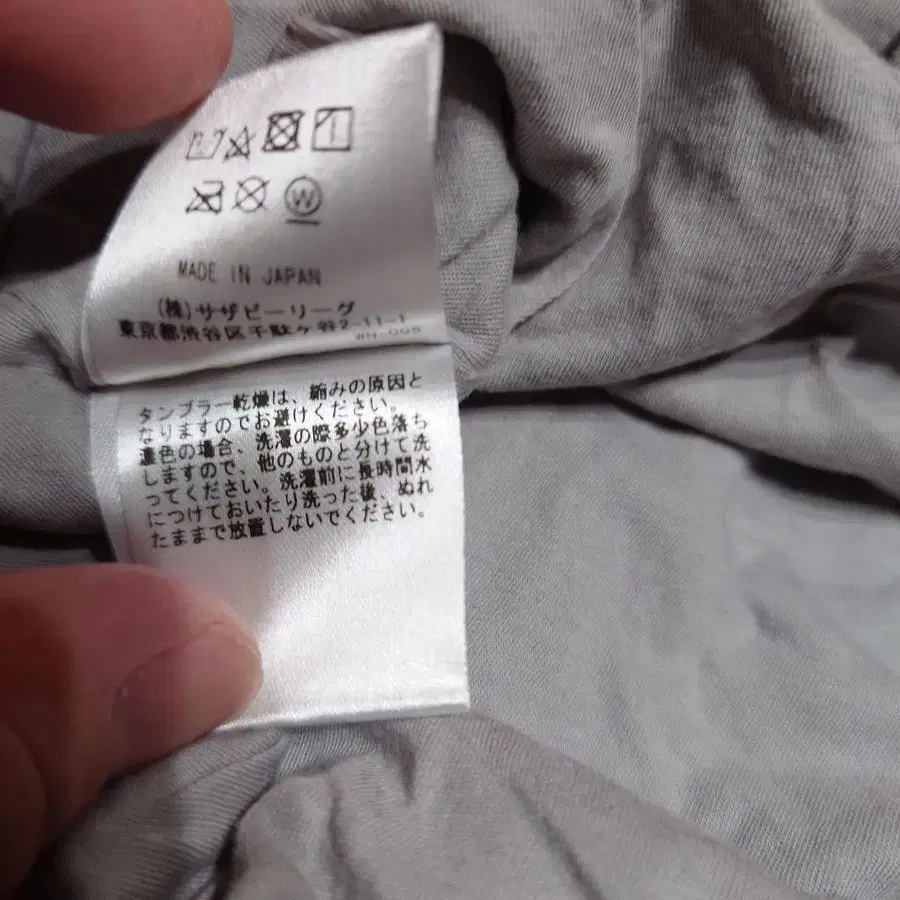 W
MADE IN JAPAN
(株)サザビーリーグ
東京都渋谷区千駄ヶ谷2-11-1
WH-005
タンブラー乾燥は、縮みの原因と
なりますのでお避けください。
濃色の場合、洗濯の際多少色落ち
しますので、他のものと分けて洗
ってください。洗濯前に長時間水
につけておいたり洗った後、ぬれ
たままで放置しないでください。